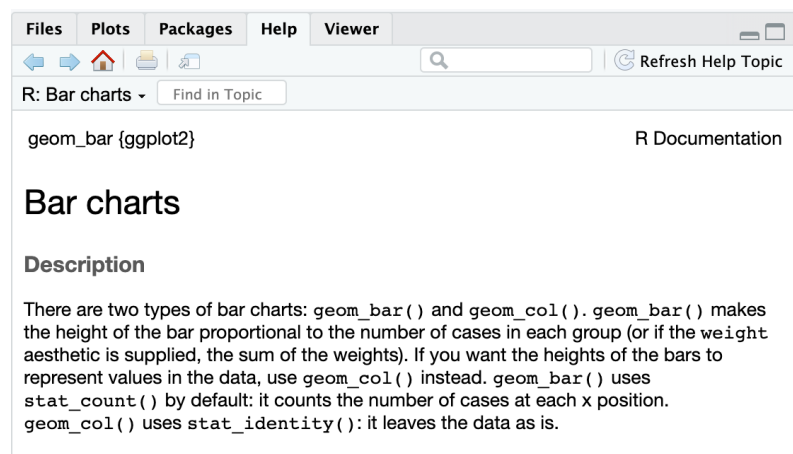 Files Plots Packages Help Viewer
Refresh Help Topic
R: Bar charts Find in Topic
geom_bar {ggplot2} R Documentation
Bar charts
Description
There are two types of bar charts: geom_bar() and geom_col(). geom_bar() makes
the height of the bar proportional to the number of cases in each group (or if the weight
aesthetic is supplied, the sum of the weights). If you want the heights of the bars to
represent values in the data, use geom_col() instead. geom_bar() uses
stat_count() by default: it counts the number of cases at each x position.
geom_col() uses stat_identity(): it leaves the data as is.